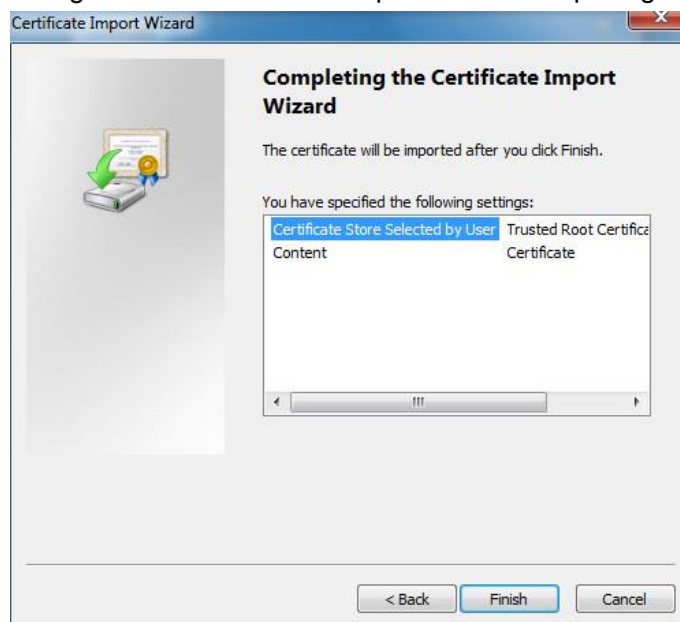 Certificate Import Wizard
Completing the Certificate Import
Wizard
The certificate will be imported after you click Finish.
You have specified the following settings:
Certificate Store Selected by User Trusted Root Certifica
Content Certificate
< Back Finish Cancel